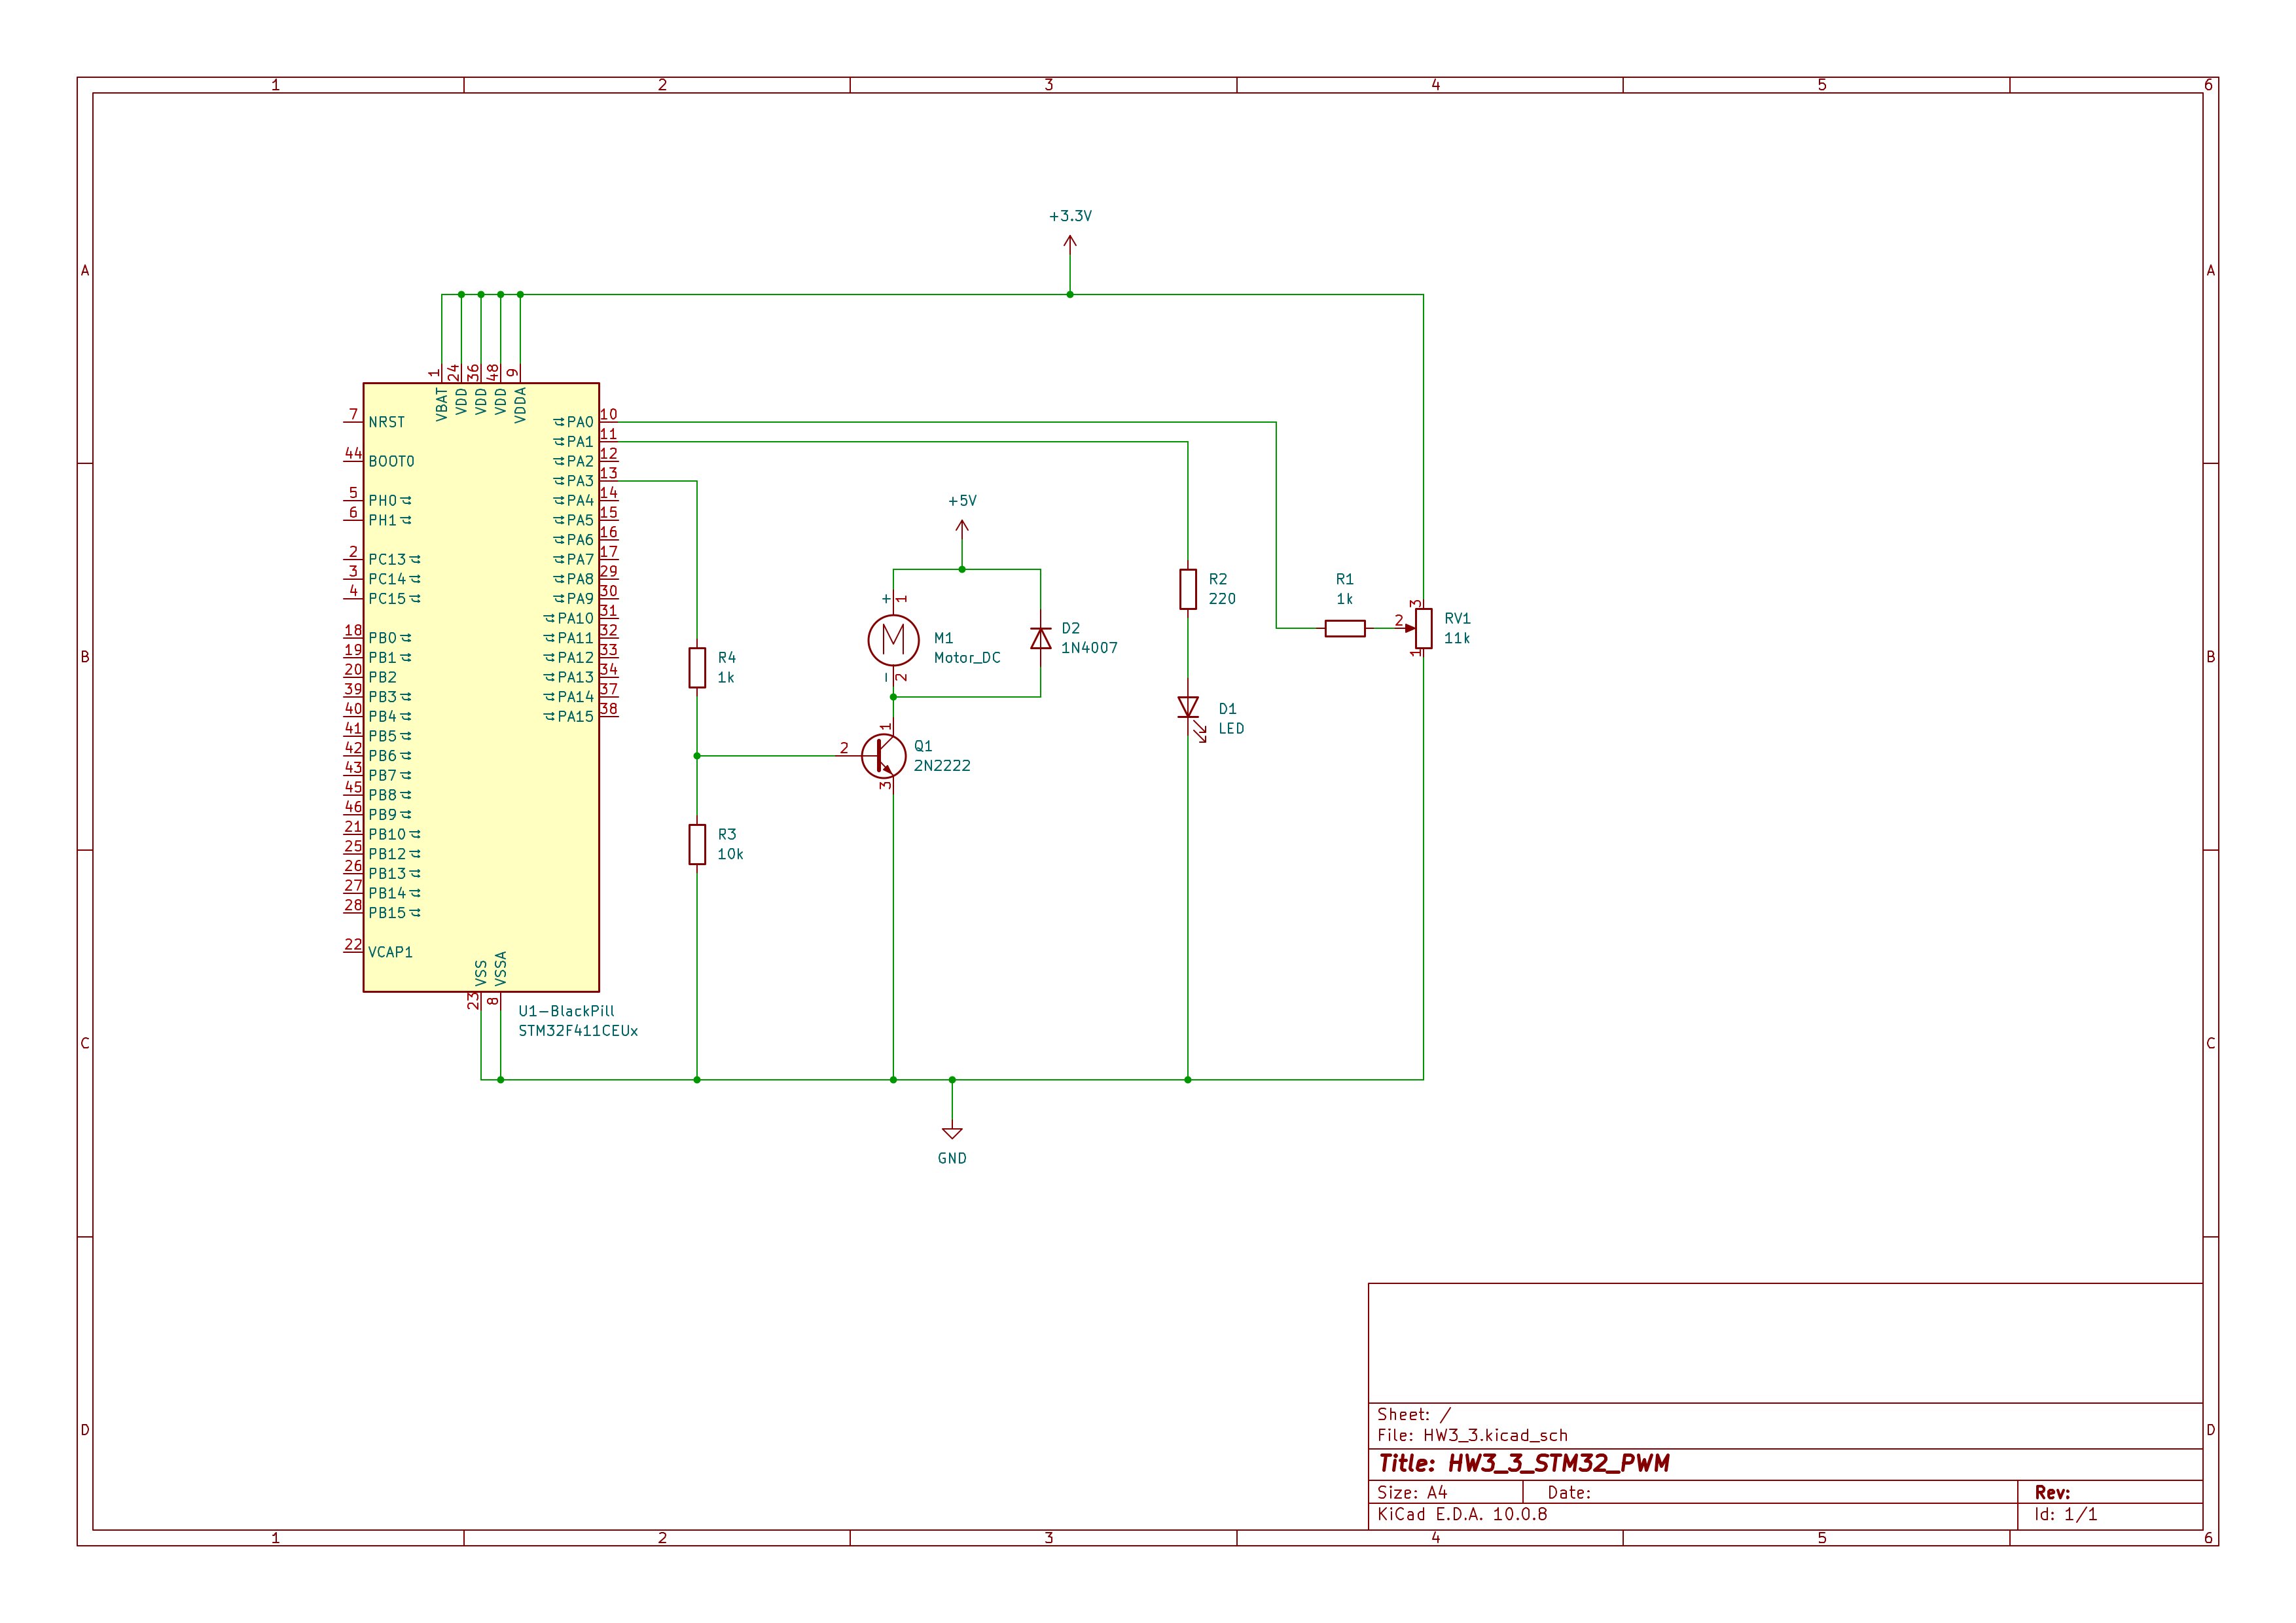 1 2 3 4 5 6
A A
B B
C C
D D
1 2 3 4 5 6
+3.3V
1 24 36 48 9
VBAT VDD VDD VDD VDDA
7 NRST
44 BOOT0
5 PH0
6 PH1
2 PC13
3 PC14
4 PC15
18 PB0
19 PB1
20 PB2
39 PB3
40 PB4
41 PB5
42 PB6
43 PB7
45 PB8
46 PB9
21 PB10
25 PB12
26 PB13
27 PB14
28 PB15
22 VCAP1
PA0 10
PA1 11
PA2 12
PA3 13
PA4 14
PA5 15
PA6 16
PA7 17
PA8 29
PA9 30
PA10 31
PA11 32
PA12 33
PA13 34
PA14 37
PA15 38
VSS VSSA
23 8
U1-BlackPill
STM32F411CEUx
R4
1k
R3
10k
+5V
+ 1
M
- 2
M1
Motor_DC
D2
1N4007
1
2
3
Q1
2N2222
R2
220
D1
LED
R1
1k
3
2
1
RV1
11k
GND
Sheet: /
File: HW3_3.kicad_sch
Title: HW3_3_STM32_PWM
Size: A4 Date: Rev:
KiCad E.D.A. 10.0.8 Id: 1/1